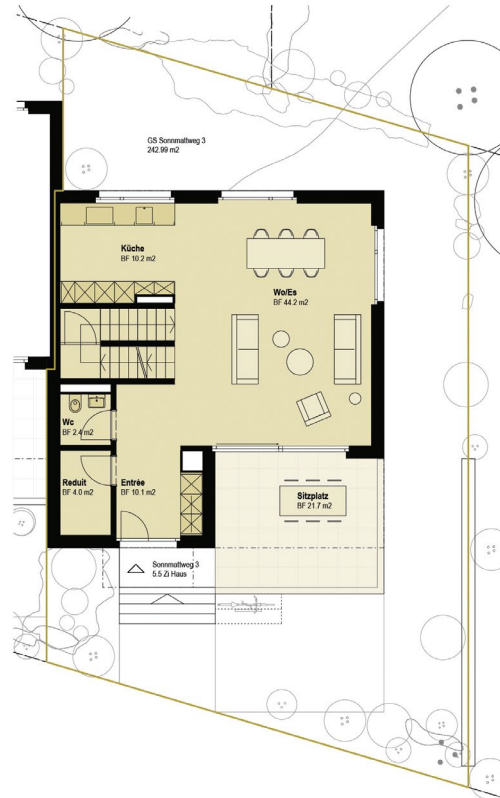 GS Sonnmattweg 3
242.99 m2
Küche
BF 10.2 m2
Wo/Es
BF 44.2 m2
Wc
BF 2.4 m2
Reduit
BF 4.0 m2
Entrée
BF 10.1 m2
Sitzplatz
BF 21.7 m2
Sonnmattweg 3
5.5 Zi Haus